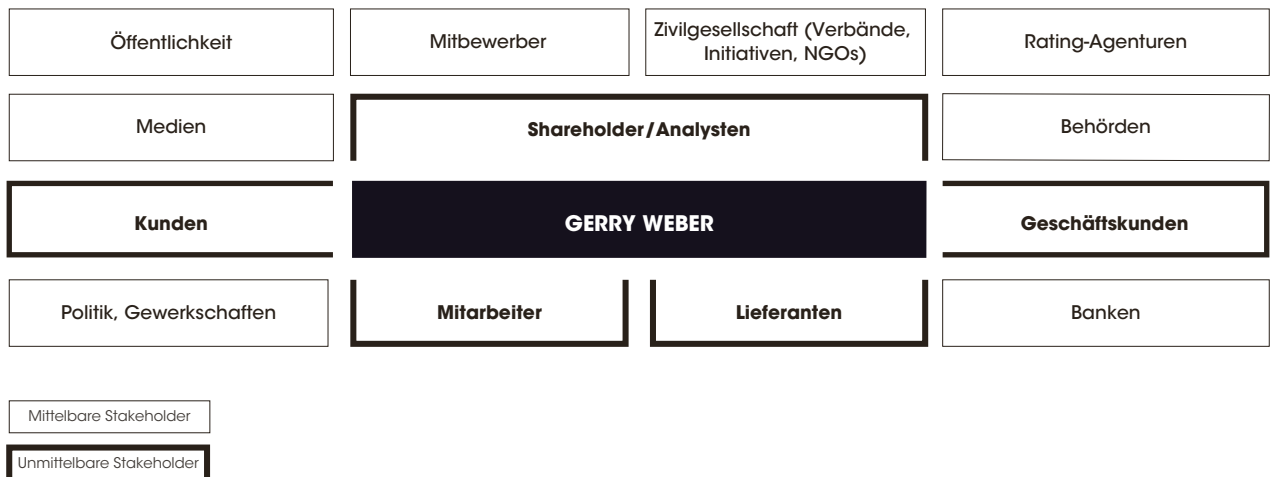 Öffentlichkeit
Mitbewerber
Zivilgesellschaft (Verbände,
Initiativen, NGOs)
Rating-Agenturen
Medien
Shareholder/Analysten
Behörden
Kunden
GERRY WEBER
Geschäftskunden
Politik, Gewerkschaften
Mitarbeiter
Lieferanten
Banken
Mittelbare Stakeholder
Unmittelbare Stakeholder